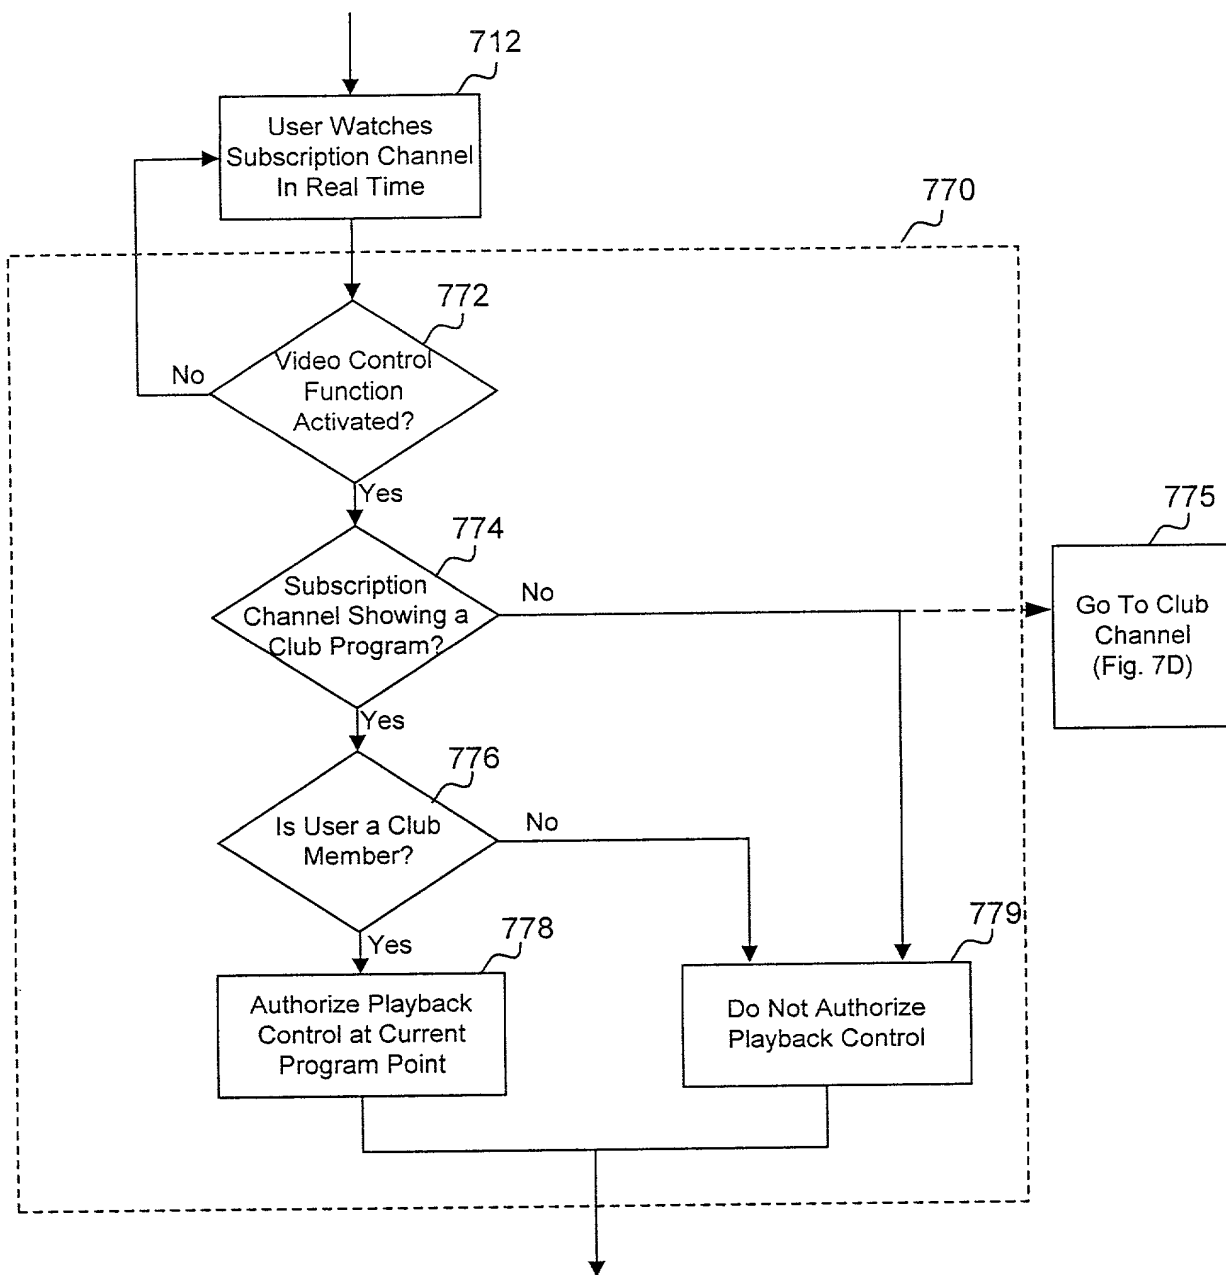 712
User Watches
Subscription Channel
In Real Time
770
772
Video Control
Function
Activated?
No
Yes
774
Subscription
Channel Showing a
Club Program?
No
775
Go To Club
Channel
(Fig. 7D)
Yes
776
Is User a Club
Member?
No
Yes
778
Authorize Playback
Control at Current
Program Point
779
Do Not Authorize
Playback Control